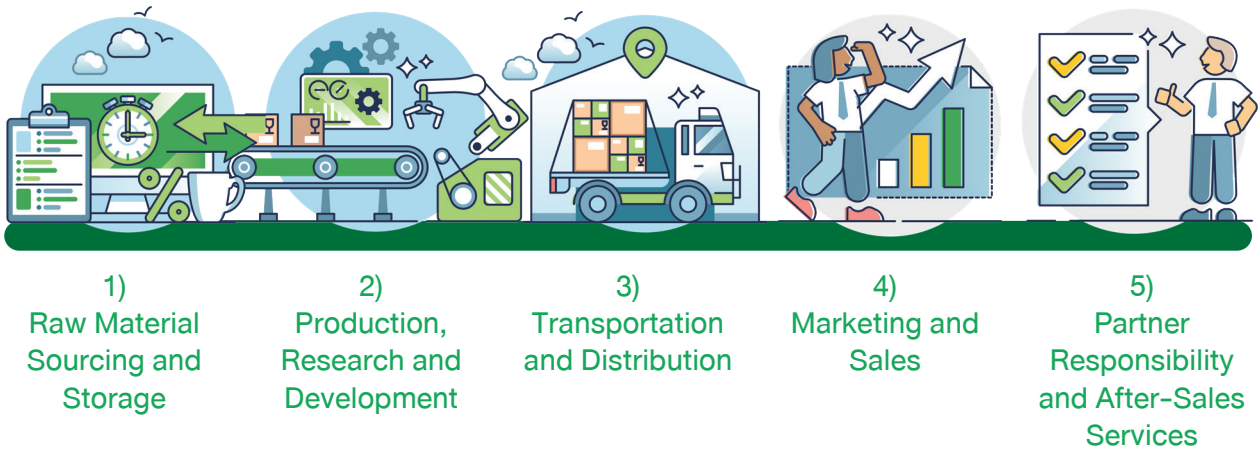 1)
Raw Material
Sourcing and
Storage
2)
Production,
Research and
Development
3)
Transportation
and Distribution
4)
Marketing and
Sales
5)
Partner
Responsibility
and After-Sales
Services